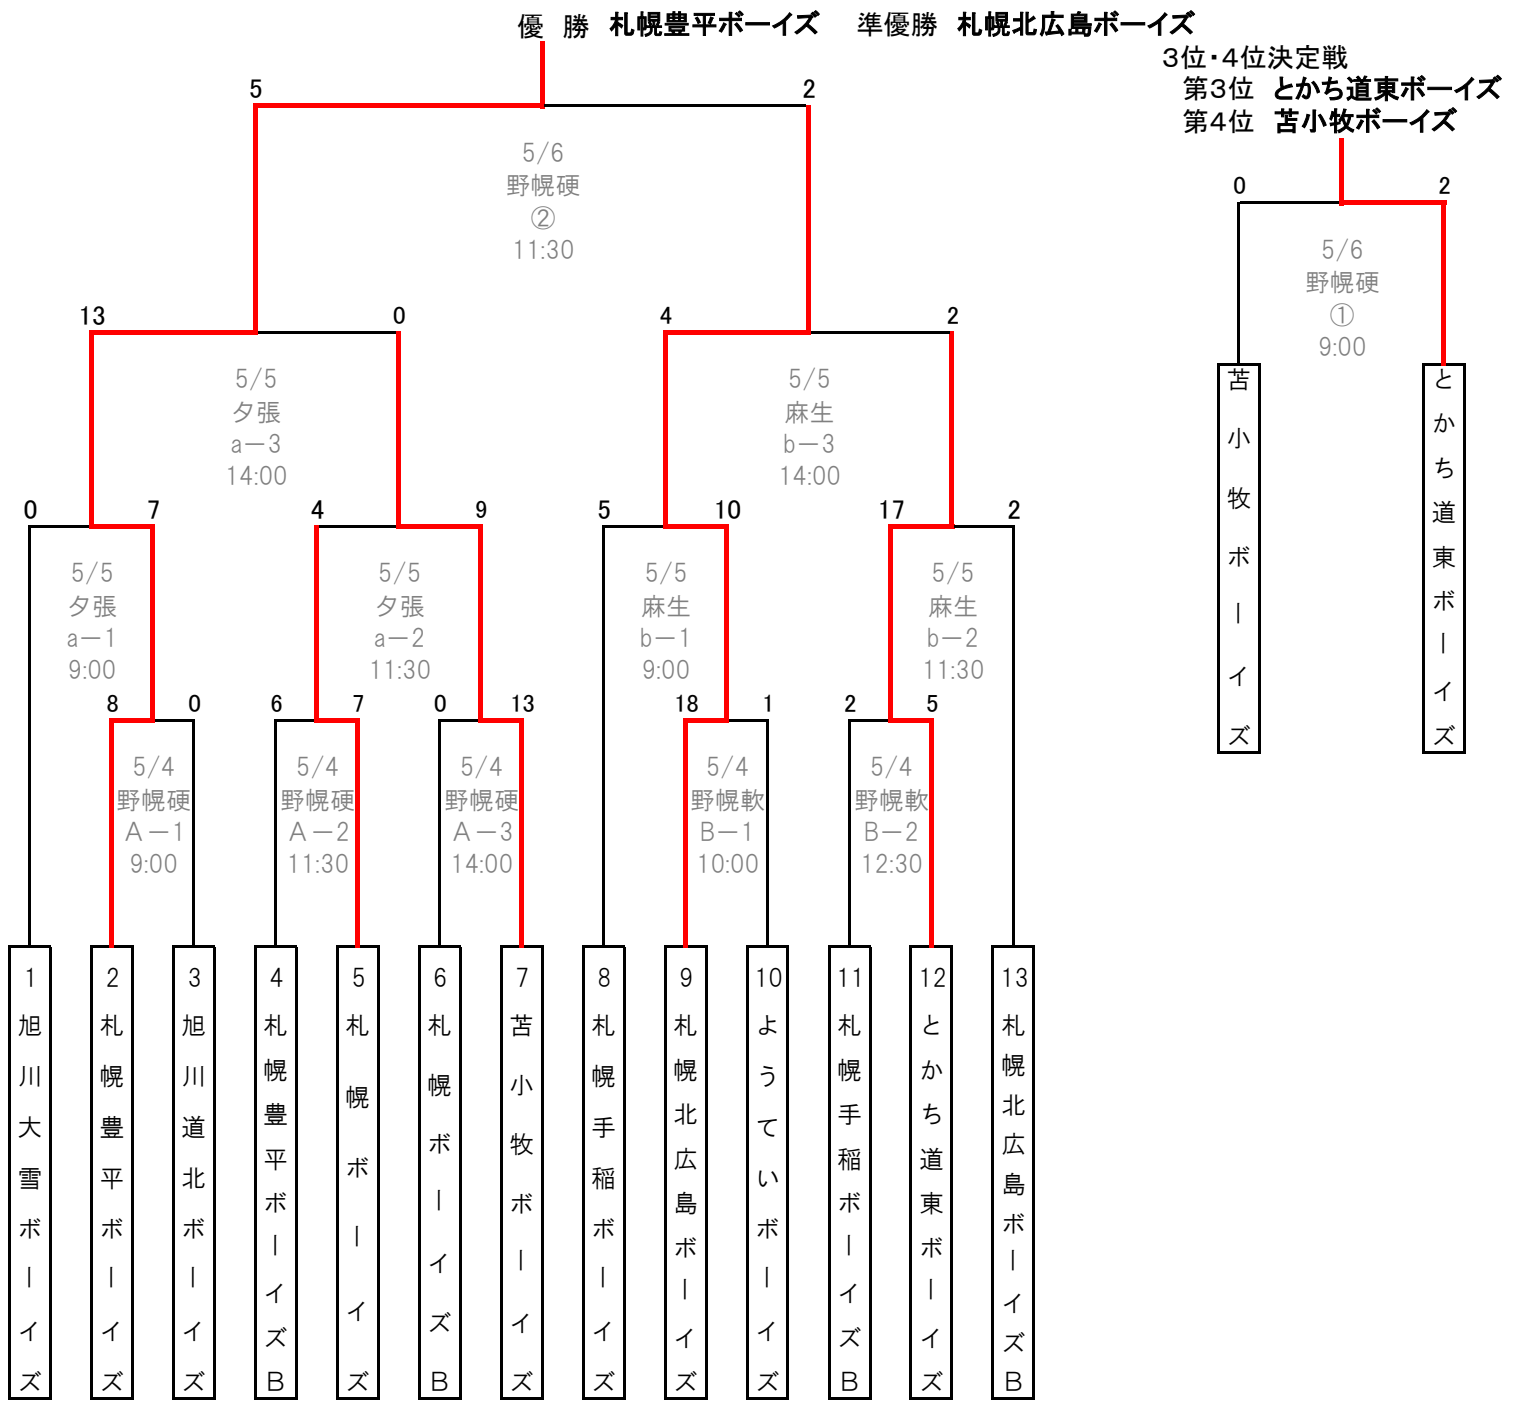 優 勝 札幌豊平ボーイズ 準優勝 札幌北広島ボーイズ
3位・4位決定戦
第3位 とかち道東ボーイズ
第4位 苫小牧ボーイズ
5 2
5/6
野幌硬
②
11:30
0 2
5/6
野幌硬
①
9:00
苫小牧ボーイズ
とかち道東ボーイズ
13 0
5/5
夕張
a－3
14:00
4 2
5/5
麻生
b－3
14:00
0 7
5/5
夕張
a－1
9:00
4 9
5/5
夕張
a－2
11:30
5 10
5/5
麻生
b－1
9:00
17 2
5/5
麻生
b－2
11:30
8 0
5/4
野幌硬
A－1
9:00
6 7
5/4
野幌硬
A－2
11:30
0 13
5/4
野幌硬
A－3
14:00
18 1
5/4
野幌軟
B－1
10:00
2 5
5/4
野幌軟
B－2
12:30
1 旭川大雪ボーイズ
2 札幌豊平ボーイズ
3 旭川道北ボーイズ
4 札幌豊平ボーイズB
5 札幌ボーイズ
6 札幌ボーイズB
7 苫小牧ボーイズ
8 札幌手稲ボーイズ
9 札幌北広島ボーイズ
10 ようていボーイズ
11 札幌手稲ボーイズB
12 とかち道東ボーイズ
13 札幌北広島ボーイズB